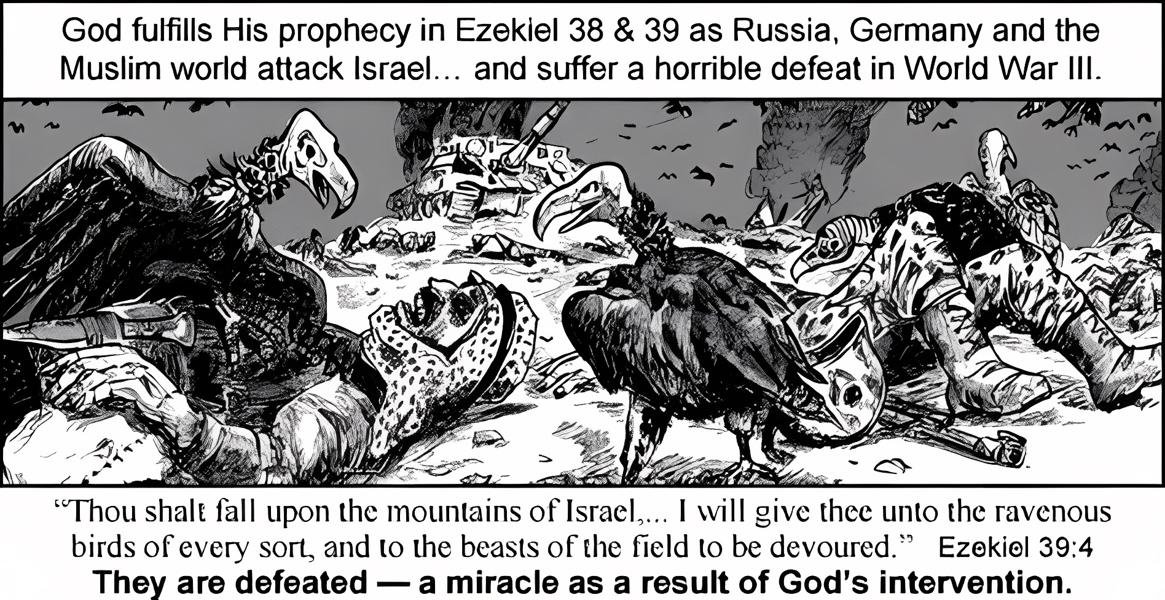 God fulfills His prophecy in Ezekiel 38 & 39 as Russia, Germany and the
Muslim world attack Israel... and suffer a horrible defeat in World War III.
“Thou shalt fall upon the mountains of Israel,... I will give thee unto the ravenous
birds of every sort, and to the beasts of the field to be devoured.” Ezekiel 39:4
They are defeated — a miracle as a result of God's intervention.